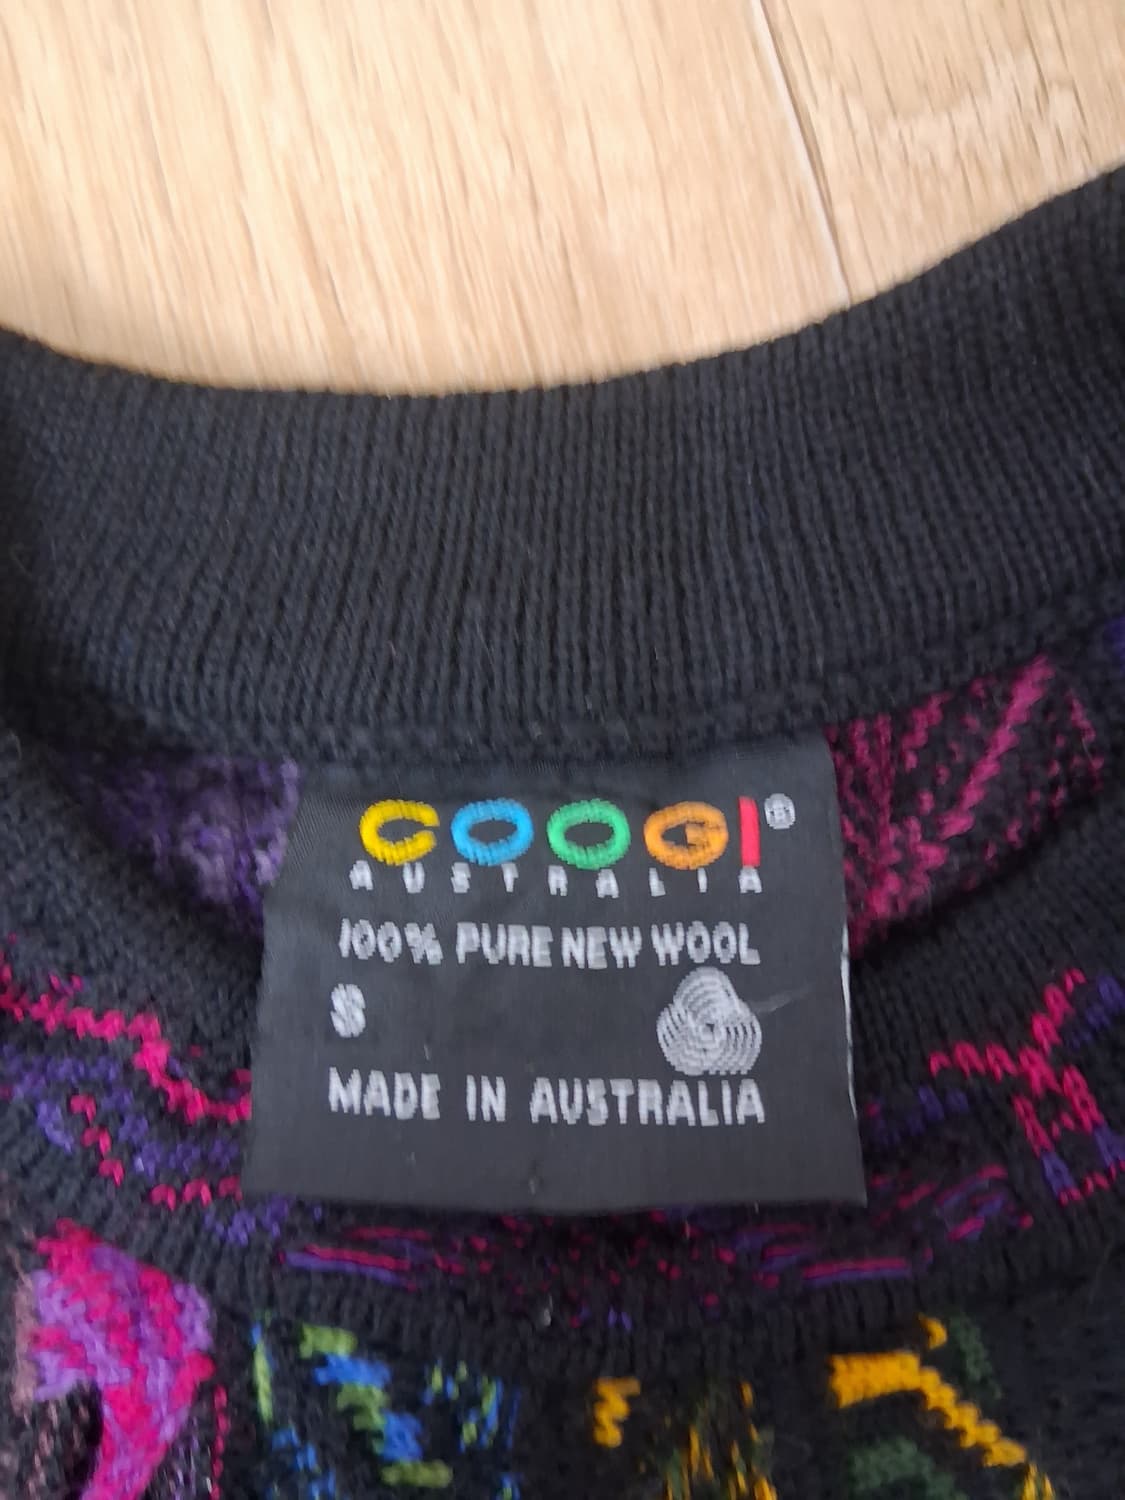 COOGI®
AUSTRALIA
100% PURE NEW WOOL
S
MADE IN AUSTRALIA